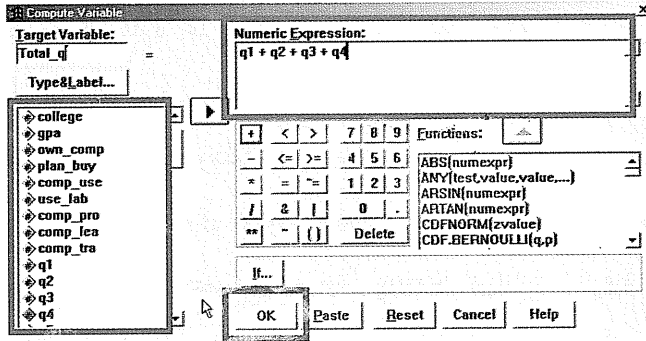 Compute Variable
Target Variable:
Total_q
=
Type&Label...
Numeric Expression:
q1 + q2 + q3 + q4
college
gpa
own_comp
plan_buy
comp_use
use_lab
comp_pro
comp_fea
comp_tra
q1
q2
q3
q4
+ < > 7 8 9
- <= >= 4 5 6
* = ~= 1 2 3
/ & | 0 .
** ~ ( ) Delete
Functions:
ABS(numexpr)
ANY(test,value,value,...)
ARSIN(numexpr)
ARTAN(numexpr)
CDFNORM(zvalue)
CDF.BERNOULLI(q,p)
If...
OK Paste Reset Cancel Help